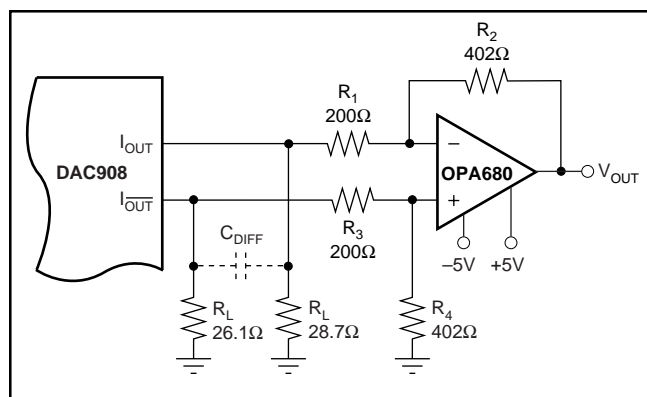 R2
402Ω
R1
200Ω
IOUT
DAC908
IOUT
–
OPA680
+
VOUT
R3
200Ω
CDIFF
–5V +5V
RL
26.1Ω
RL
28.7Ω
R4
402Ω